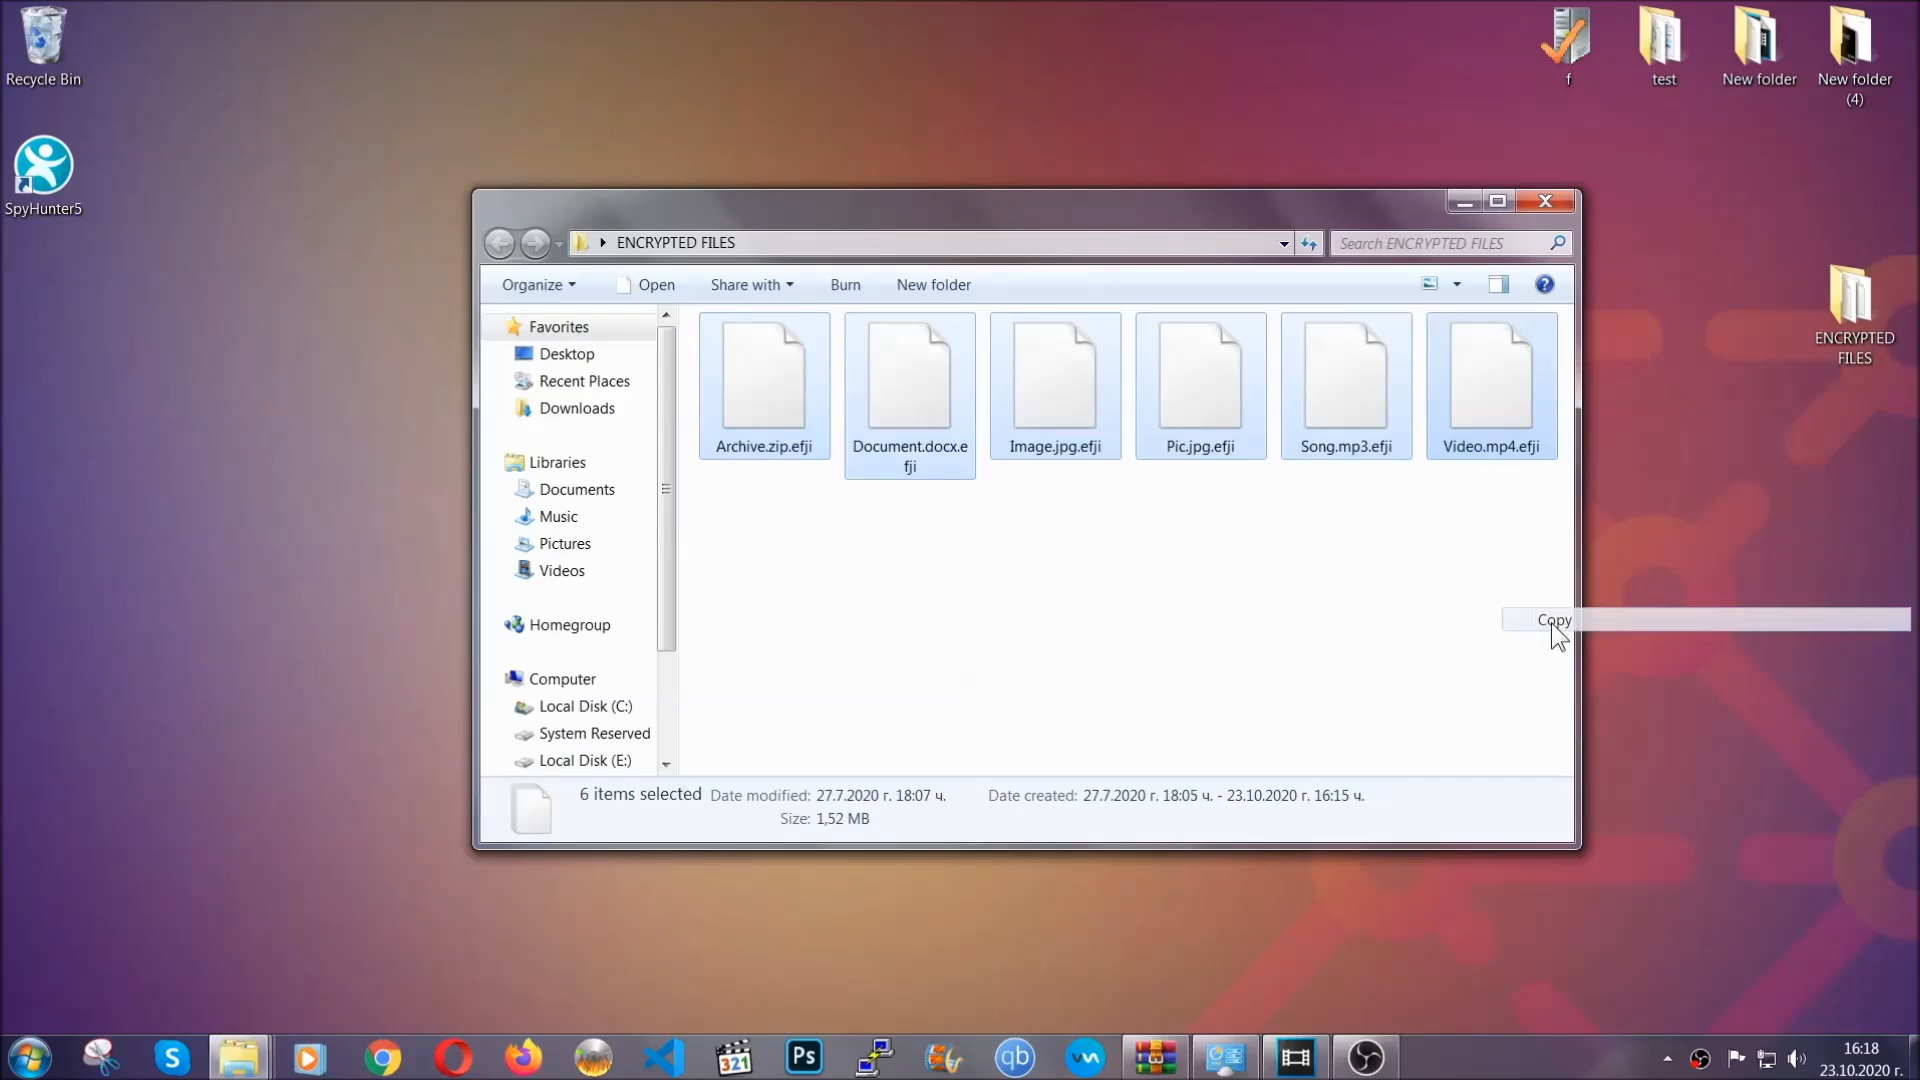 Recycle Bin
SpyHunter5
f
test
New folder
New folder
(4)
ENCRYPTED
FILES
ENCRYPTED FILES
Search ENCRYPTED FILES
Organize
Open
Share with
Burn
New folder
Favorites
Desktop
Recent Places
Downloads
Libraries
Documents
Music
Pictures
Videos
Homegroup
Computer
Local Disk (C:)
System Reserved
Local Disk (E:)
Archive.zip.efji
Document.docx.e
fji
Image.jpg.efji
Pic.jpg.efji
Song.mp3.efji
Video.mp4.efji
Copy
6 items selected
Date modified: 27.7.2020 г. 18:07 ч.
Date created: 27.7.2020 г. 18:05 ч. - 23.10.2020 г. 16:15 ч.
Size: 1,52 MB
S
321
Ps
qb
16:18
23.10.2020 г.